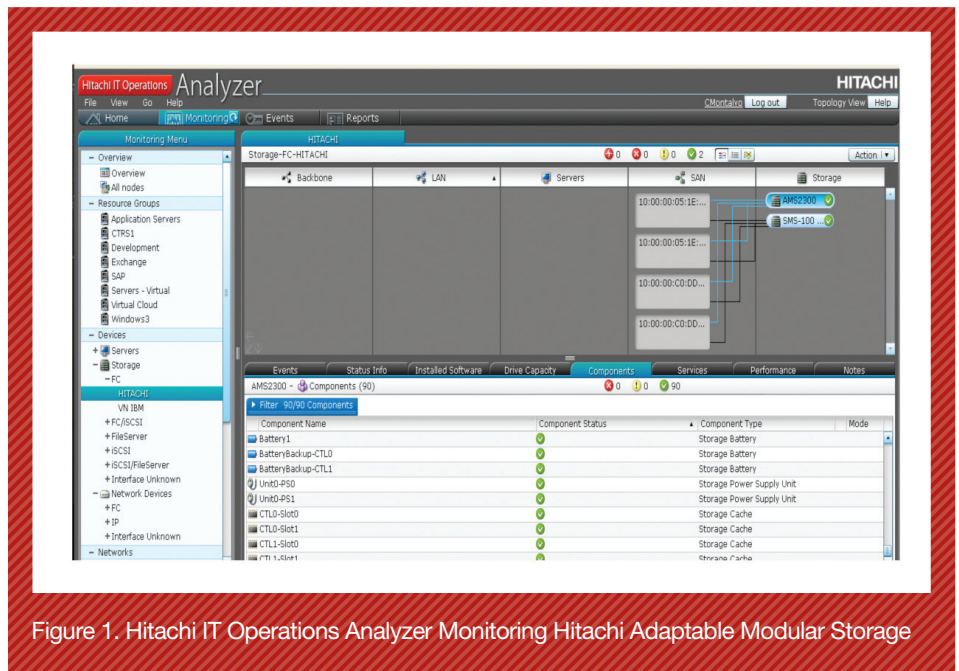 Hitachi IT Operations Analyzer
HITACHI
File View Go Help
CMontalvo Log out Topology View Help
Home Monitoring Events Reports
Monitoring Menu
HITACHI
- Overview
Overview
All nodes
- Resource Groups
Application Servers
CTRS1
Development
Exchange
SAP
Servers - Virtual
Virtual Cloud
Windows3
- Devices
+ Servers
- Storage
- FC
HITACHI
VN IBM
+ FC/iSCSI
+ FileServer
+ iSCSI
+ iSCSI/FileServer
+ Interface Unknown
- Network Devices
+ FC
+ IP
+ Interface Unknown
- Networks
Storage-FC-HITACHI 0 0 0 2 Action
Backbone LAN Servers SAN Storage
10:00:00:05:1E:...
10:00:00:05:1E:...
10:00:00:C0:DD...
10:00:00:C0:DD...
AMS2300
SMS-100 ...
Events Status Info Installed Software Drive Capacity Components Services Performance Notes
AMS2300 - Components (90) 0 0 90
Filter 90/90 Components
Component Name Component Status Component Type Mode
Battery1 Storage Battery
BatteryBackup-CTL0 Storage Battery
BatteryBackup-CTL1 Storage Battery
Unit0-PS0 Storage Power Supply Unit
Unit0-PS1 Storage Power Supply Unit
CTL0-Slot0 Storage Cache
CTL0-Slot1 Storage Cache
CTL1-Slot0 Storage Cache
CTL1-Slot1 Storage Cache
Figure 1. Hitachi IT Operations Analyzer Monitoring Hitachi Adaptable Modular Storage